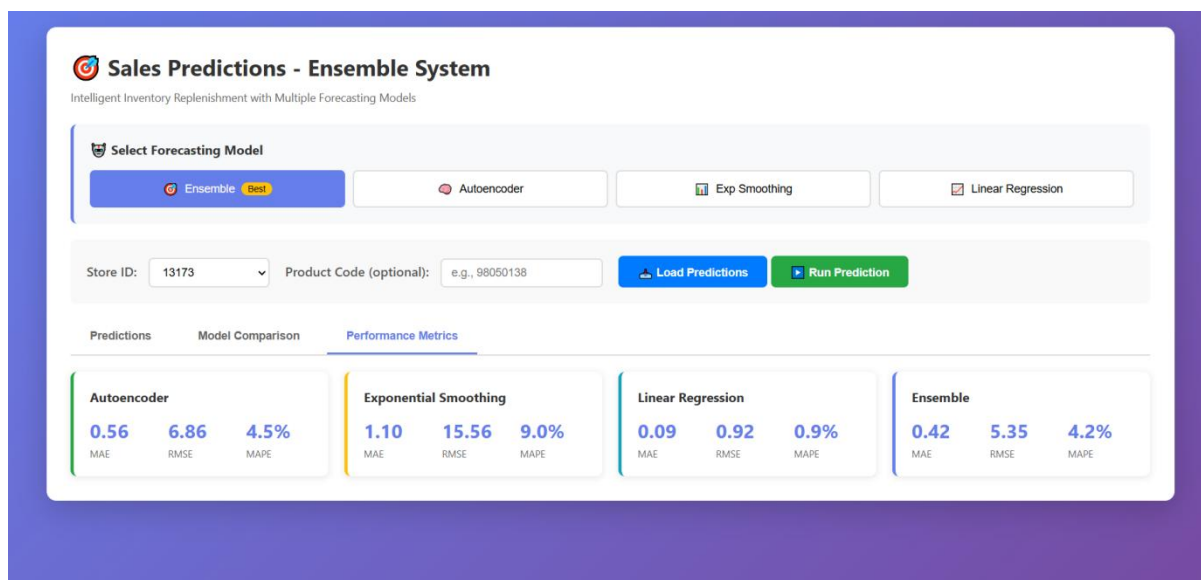 Sales Predictions - Ensemble System
Intelligent Inventory Replenishment with Multiple Forecasting Models
Select Forecasting Model
Ensemble Best
Autoencoder
Exp Smoothing
Linear Regression
Store ID: 13173 Product Code (optional): e.g., 98050138 Load Predictions Run Prediction
Predictions Model Comparison Performance Metrics
Autoencoder
0.56 6.86 4.5%
MAE RMSE MAPE
Exponential Smoothing
1.10 15.56 9.0%
MAE RMSE MAPE
Linear Regression
0.09 0.92 0.9%
MAE RMSE MAPE
Ensemble
0.42 5.35 4.2%
MAE RMSE MAPE